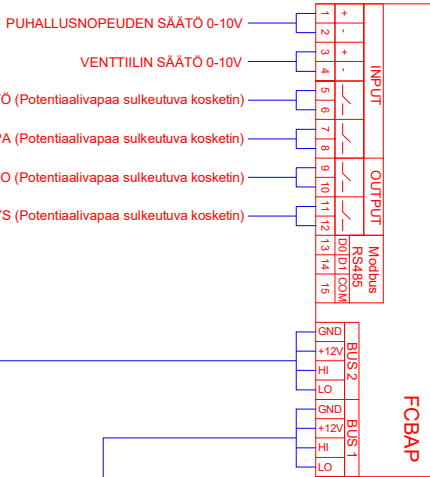 PUHALLUSNOPEUDEN SÄÄTÖ 0-10V
VENTTIILIN SÄÄTÖ 0-10V
(Potentiaalivapaa sulkeutuva kosketin)
(Potentiaalivapaa sulkeutuva kosketin)
(Potentiaalivapaa sulkeutuva kosketin)
(Potentiaalivapaa sulkeutuva kosketin)
1 +
2 -
3 +
4 -
5
6
7
8
9
10
11
12
13 D0
14 D1
15 COM
INPUT
OUTPUT
Modbus
RS485
GND
+12V
HI
LO
BUS 2
GND
+12V
HI
LO
BUS 1
FCBAP